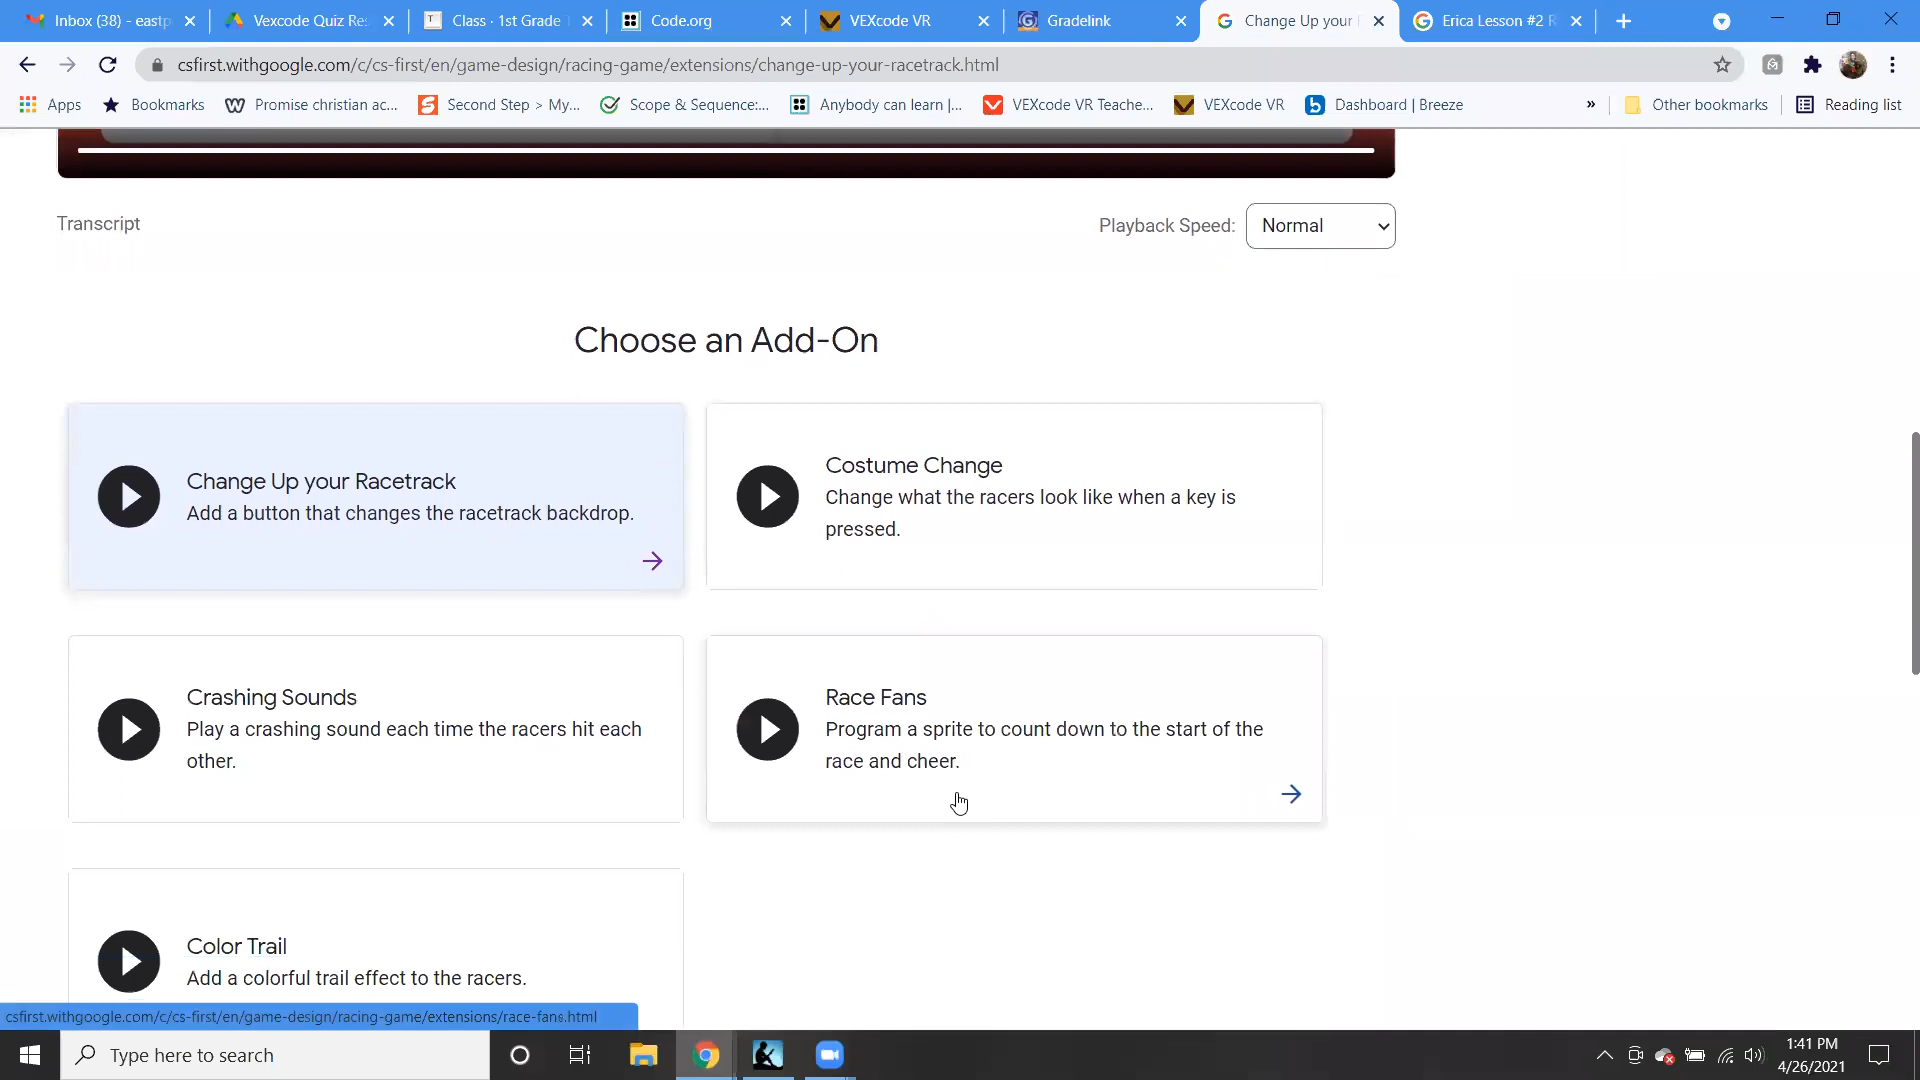 Inbox (38) - eastp
Vexcode Quiz Res
Class · 1st Grade
Code.org
VEXcode VR
Gradelink
Change Up your
Erica Lesson #2
csfirst.withgoogle.com/c/cs-first/en/game-design/racing-game/extensions/change-up-your-racetrack.html
Apps
Bookmarks
Promise christian ac...
Second Step > My...
Scope & Sequence:...
Anybody can learn |...
VEXcode VR Teache...
VEXcode VR
Dashboard | Breeze
»
Other bookmarks
Reading list
Transcript
Playback Speed:
Normal
Choose an Add-On
Change Up your Racetrack
Add a button that changes the racetrack backdrop.
Costume Change
Change what the racers look like when a key is
pressed.
Crashing Sounds
Play a crashing sound each time the racers hit each
other.
Race Fans
Program a sprite to count down to the start of the
race and cheer.
Color Trail
Add a colorful trail effect to the racers.
csfirst.withgoogle.com/c/cs-first/en/game-design/racing-game/extensions/race-fans.html
Type here to search
1:41 PM
4/26/2021